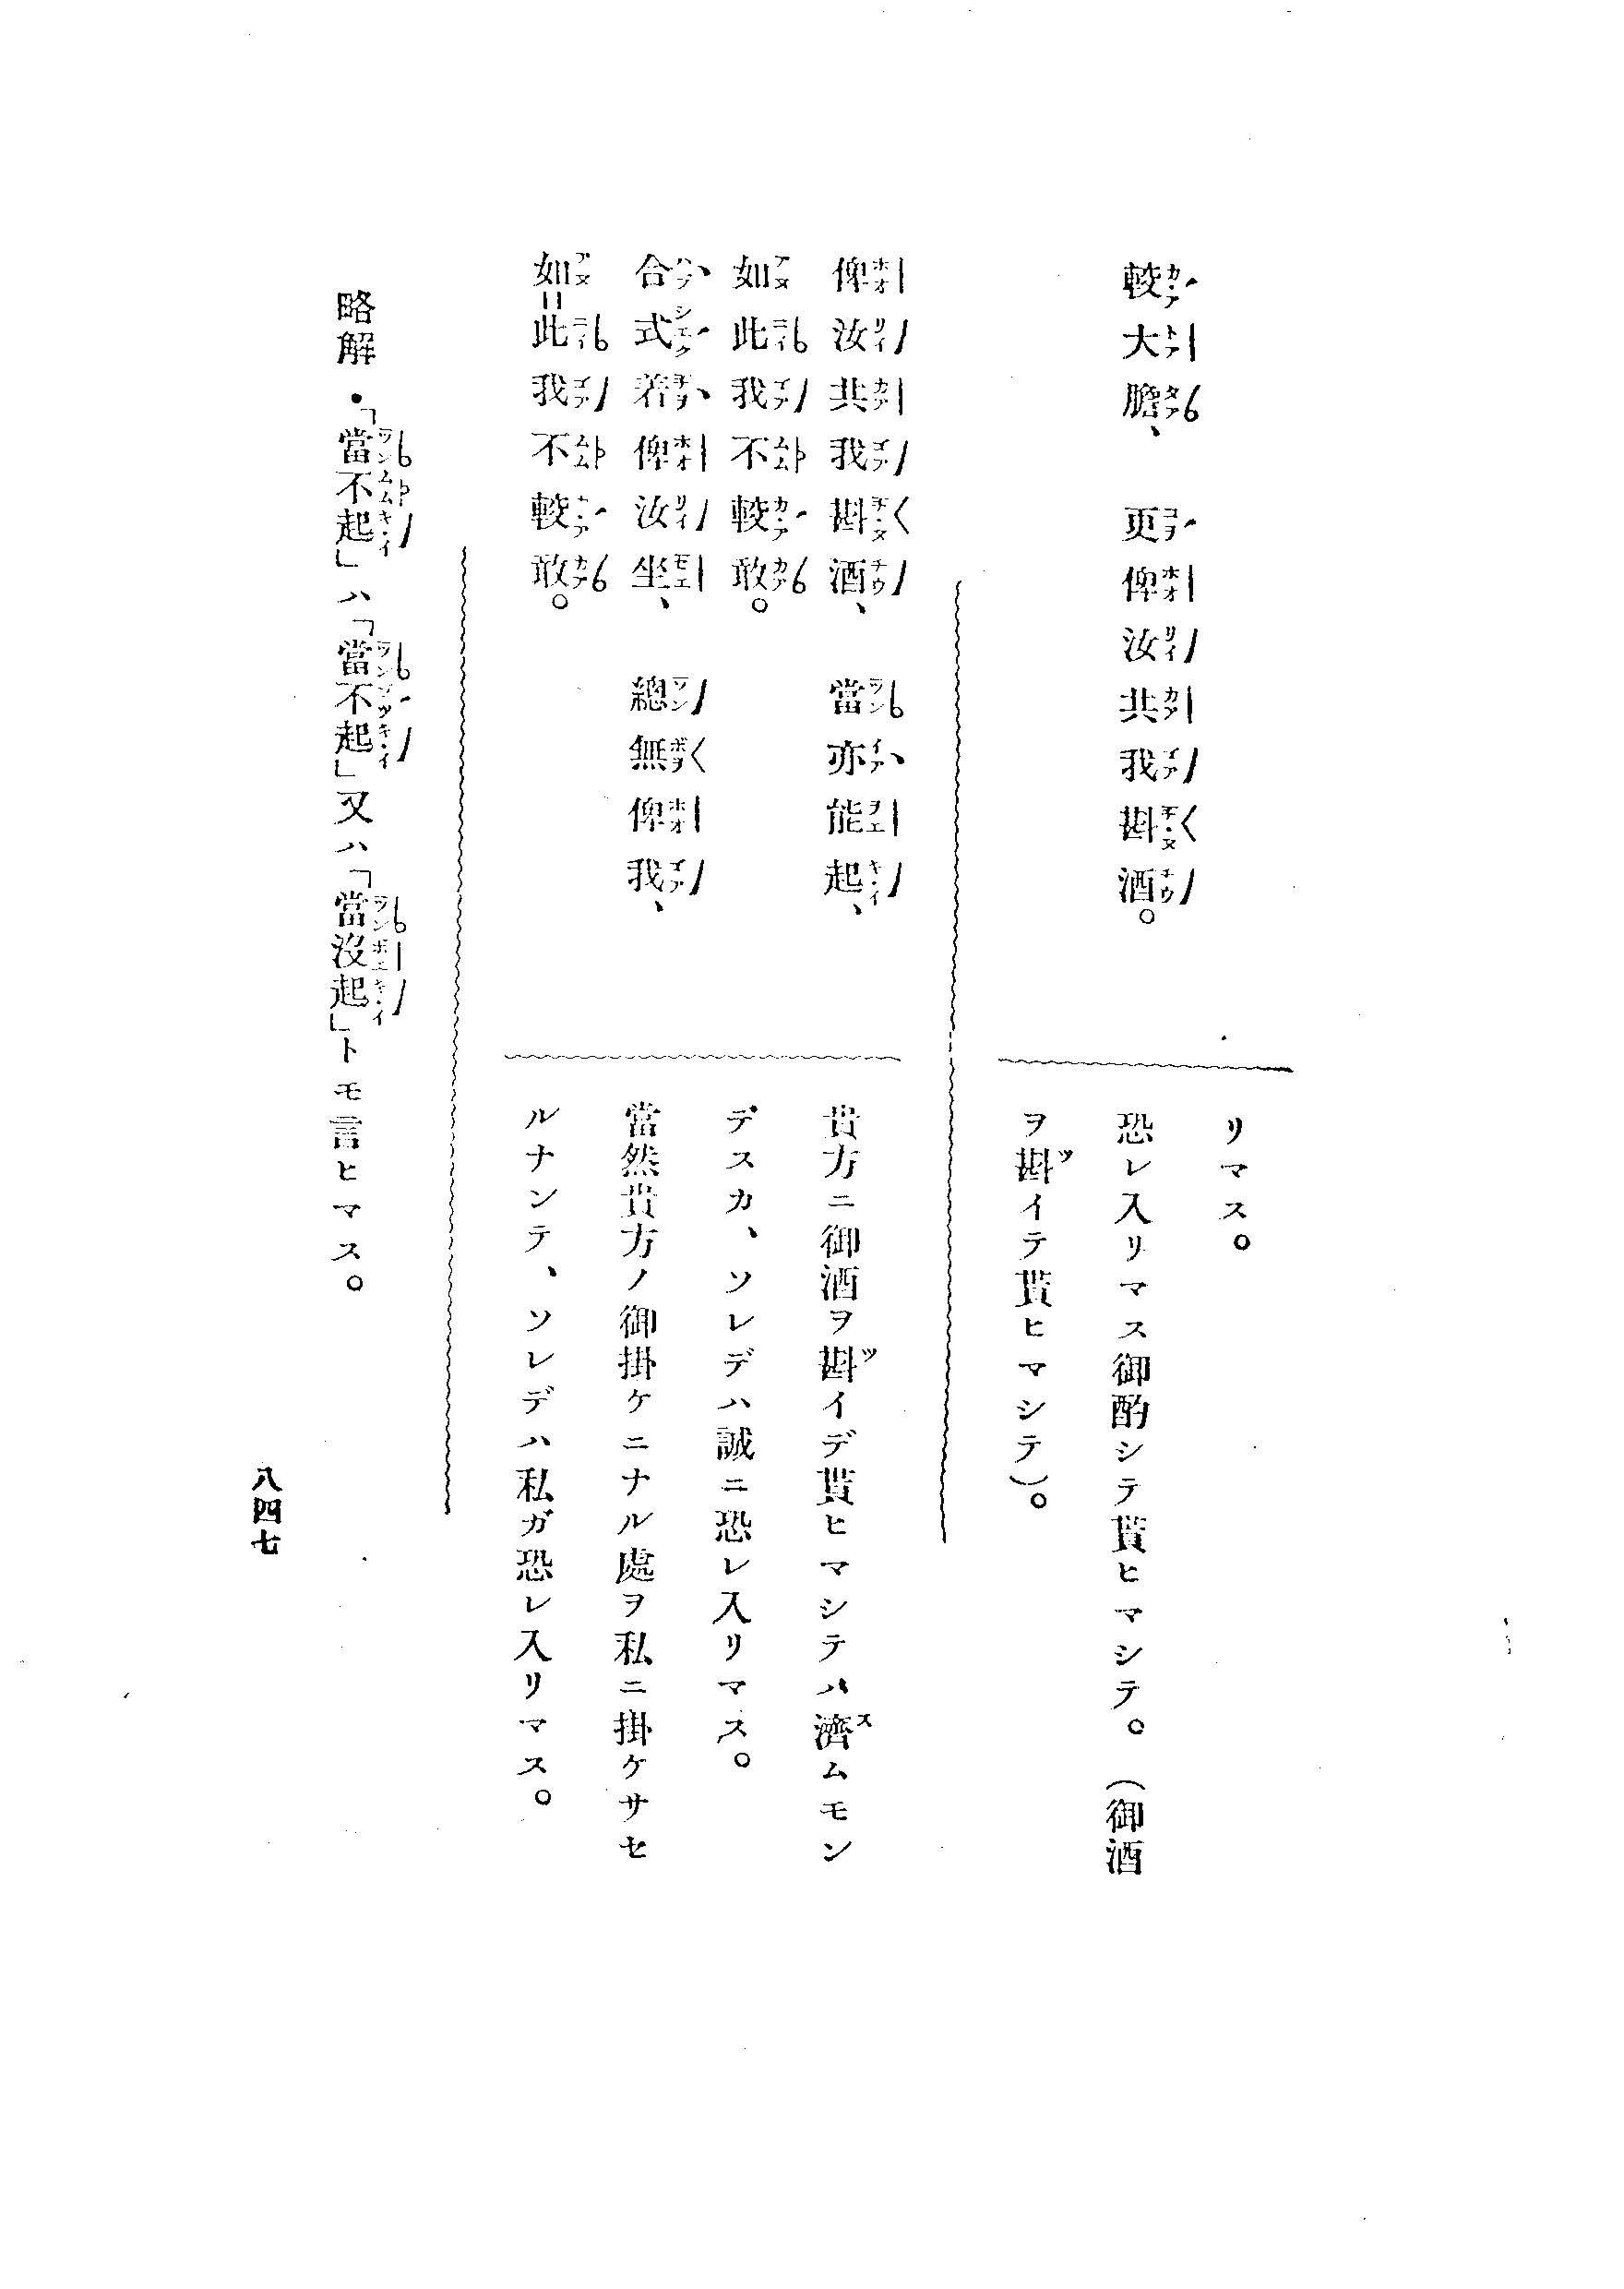 較大膽、　更俾汝共我斟酒。
リマス。
恐レ入リマス御酌シテ貰ヒマシテ。（御酒
ヲ斟イテ貰ヒマシテ）。
俾汝共我斟酒、　當亦能起、
如此我不較敢。
合式若俾汝坐、　總無俾我、
如此我不較敢。
貴方ニ御酒ヲ斟イデ貰ヒマシテハ濟ムモン
デスカ、ソレデハ誠ニ恐レ入リマス。
當然貴方ノ御掛ケニナル處ヲ私ニ掛ケサセ
ルナンテ、ソレデハ私ガ恐レ入リマス。
略解・「當不起」ハ「當不起」又ハ「當沒起」トモ言ヒマス。
八四七